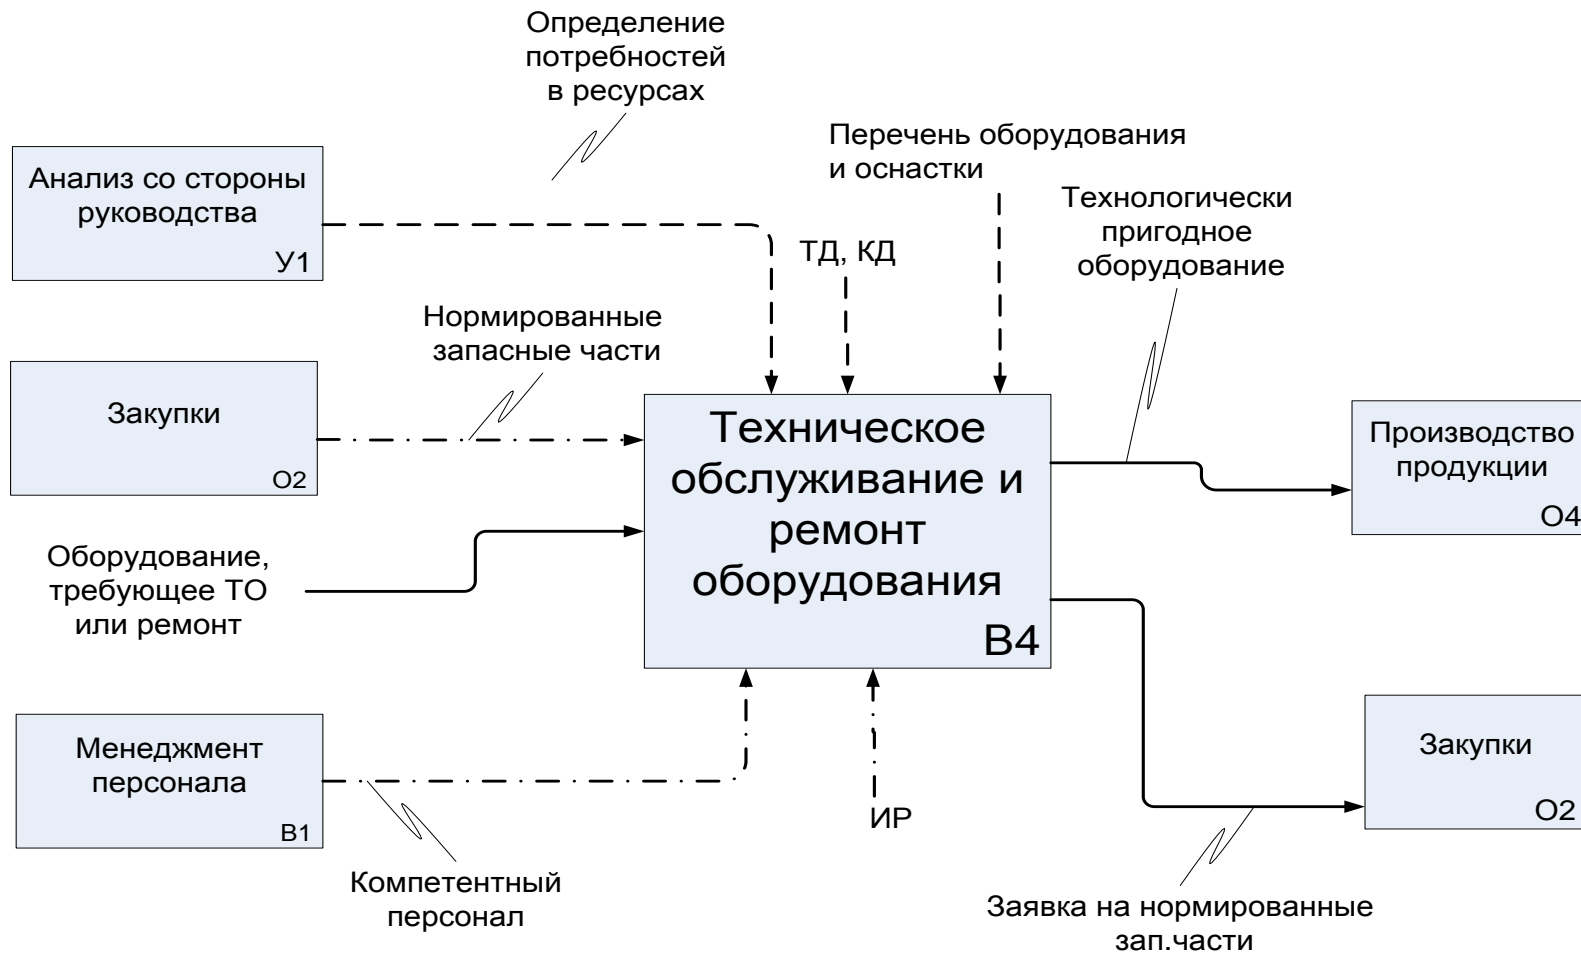 Определение
потребностей
в ресурсах
Перечень оборудования
и оснастки
Анализ со стороны
руководства
У1
Технологически
пригодное
оборудование
ТД, КД
Нормированные
запасные части
Закупки
О2
Техническое
обслуживание и
ремонт
оборудования
В4
Производство
продукции
О4
Оборудование,
требующее ТО
или ремонт
Менеджмент
персонала
В1
Закупки
О2
ИР
Компетентный
персонал
Заявка на нормированные
зап.части